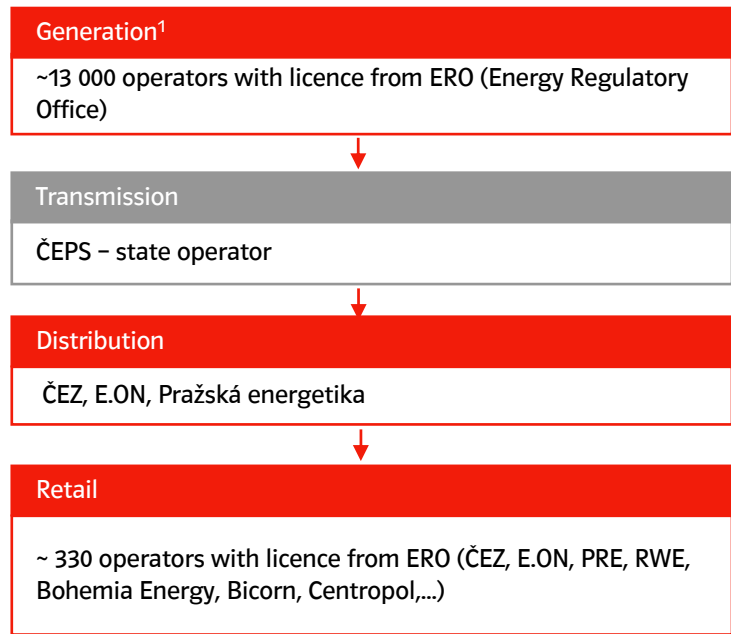 Generation¹
~13 000 operators with licence from ERO (Energy Regulatory
Office)
Transmission
ČEPS – state operator
Distribution
ČEZ, E.ON, Pražská energetika
Retail
~ 330 operators with licence from ERO (ČEZ, E.ON, PRE, RWE,
Bohemia Energy, Bicorn, Centropol,...)